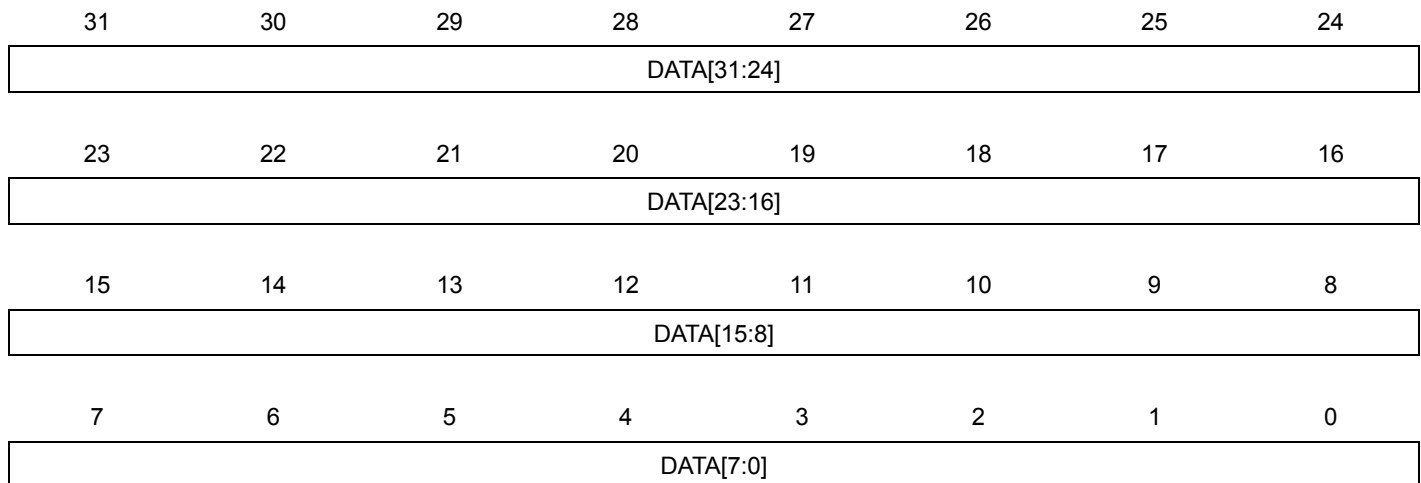 31 30 29 28 27 26 25 24
DATA[31:24]
23 22 21 20 19 18 17 16
DATA[23:16]
15 14 13 12 11 10 9 8
DATA[15:8]
7 6 5 4 3 2 1 0
DATA[7:0]